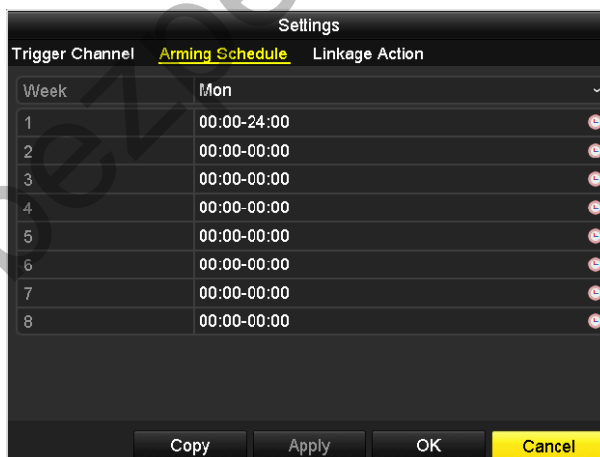 Settings
Trigger Channel Arming Schedule Linkage Action
Week Mon
1 00:00-24:00
2 00:00-00:00
3 00:00-00:00
4 00:00-00:00
5 00:00-00:00
6 00:00-00:00
7 00:00-00:00
8 00:00-00:00
Copy Apply OK Cancel